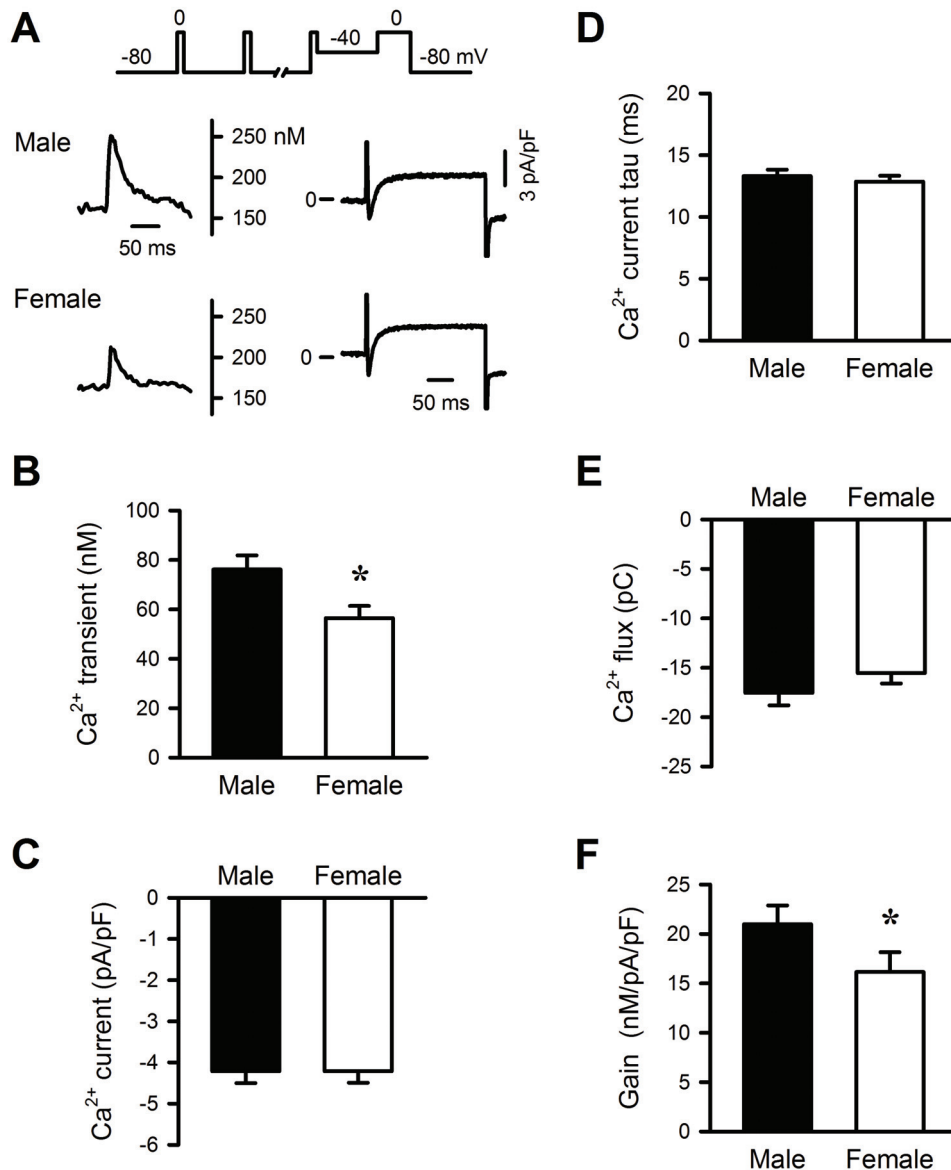 A
0
-40
0
-80
-80 mV
Male
250 nM
200
150
50 ms
0
3 pA/pF
Female
250
200
150
0
50 ms
B
Ca2+ transient (nM)
100
80
60
40
20
0
*
Male Female
C
Male Female
Ca2+ current (pA/pF)
0
-1
-2
-3
-4
-5
-6
D
Ca2+ current tau (ms)
20
15
10
5
0
Male Female
E
Male Female
Ca2+ flux (pC)
0
-5
-10
-15
-20
-25
F
Gain (nM/pA/pF)
25
20
15
10
5
0
*
Male Female